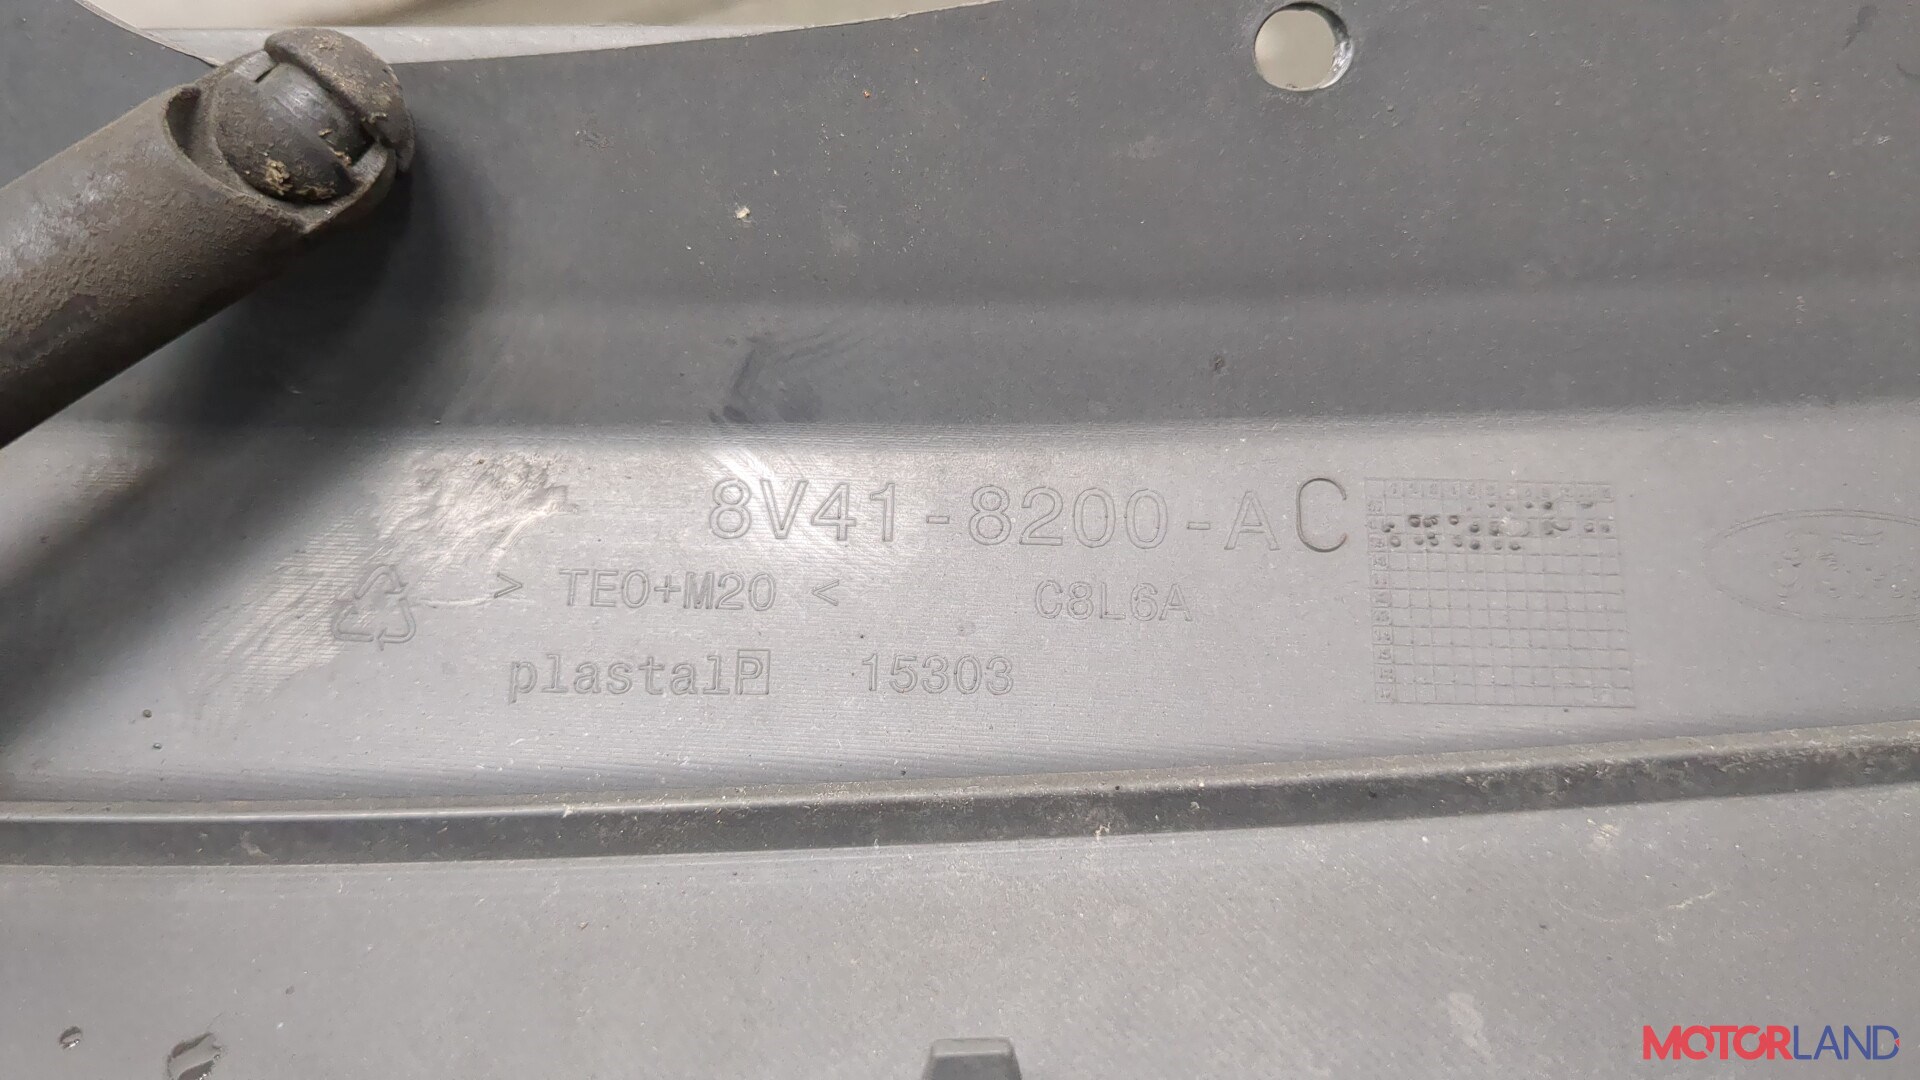 8V41-8200-AC
> TEO+M20 < C8L6A
plastalP 15303
MOTORLAND